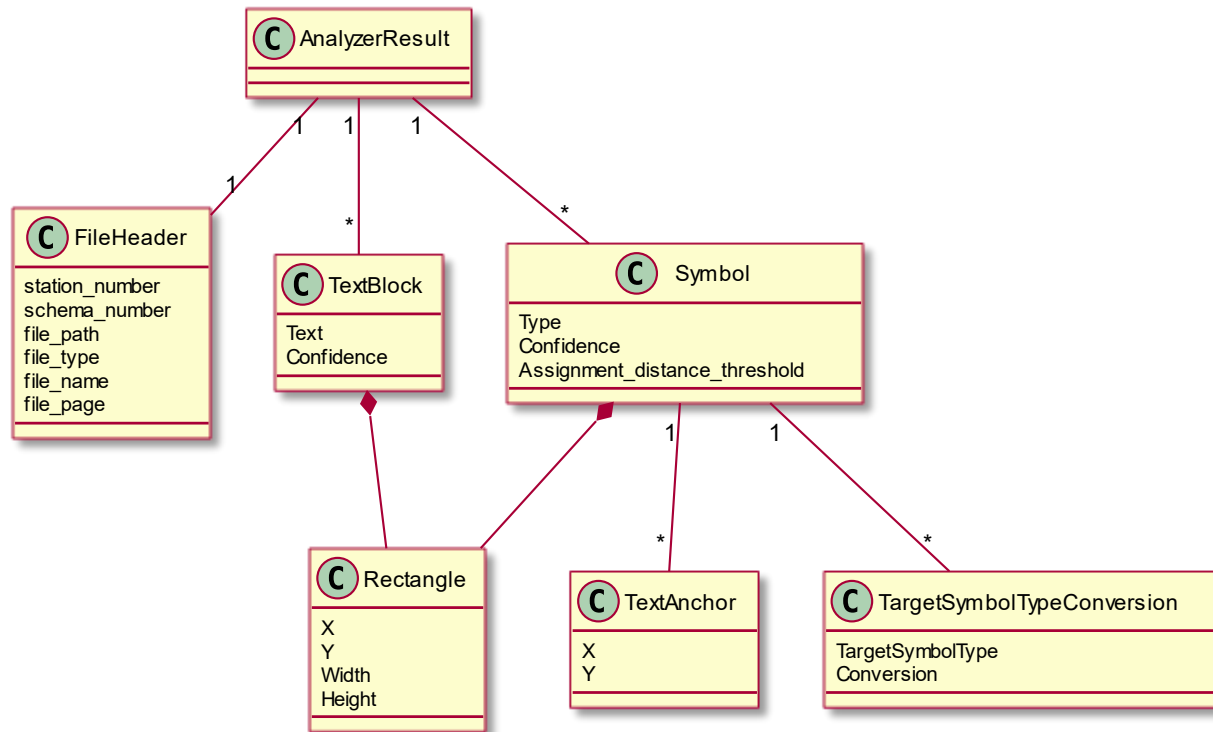 C AnalyzerResult
1
1
1
1
*
*
C FileHeader
station_number
schema_number
file_path
file_type
file_name
file_page
C TextBlock
Text
Confidence
C Symbol
Type
Confidence
Assignment_distance_threshold
1
1
*
*
C Rectangle
X
Y
Width
Height
C TextAnchor
X
Y
C TargetSymbolTypeConversion
TargetSymbolType
Conversion